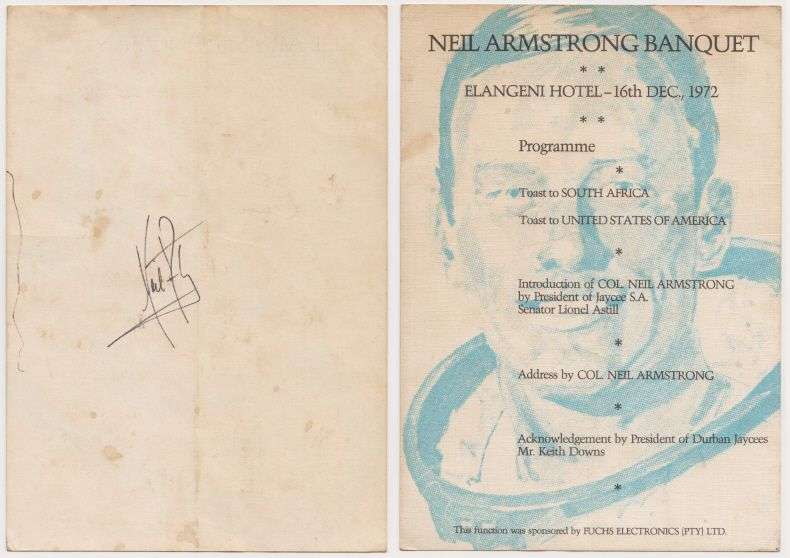 NEIL ARMSTRONG BANQUET
* *
ELANGENI HOTEL–16th DEC., 1972
* *
Programme
*
Toast to SOUTH AFRICA
Toast to UNITED STATES OF AMERICA
*
Introduction of COL. NEIL ARMSTRONG
by President of Jaycee S.A.
Senator Lionel Astill
*
Address by COL. NEIL ARMSTRONG
*
Acknowledgement by President of Durban Jaycees
Mr. Keith Downs
*
This function was sponsored by FUCHS ELECTRONICS (PTY) LTD.